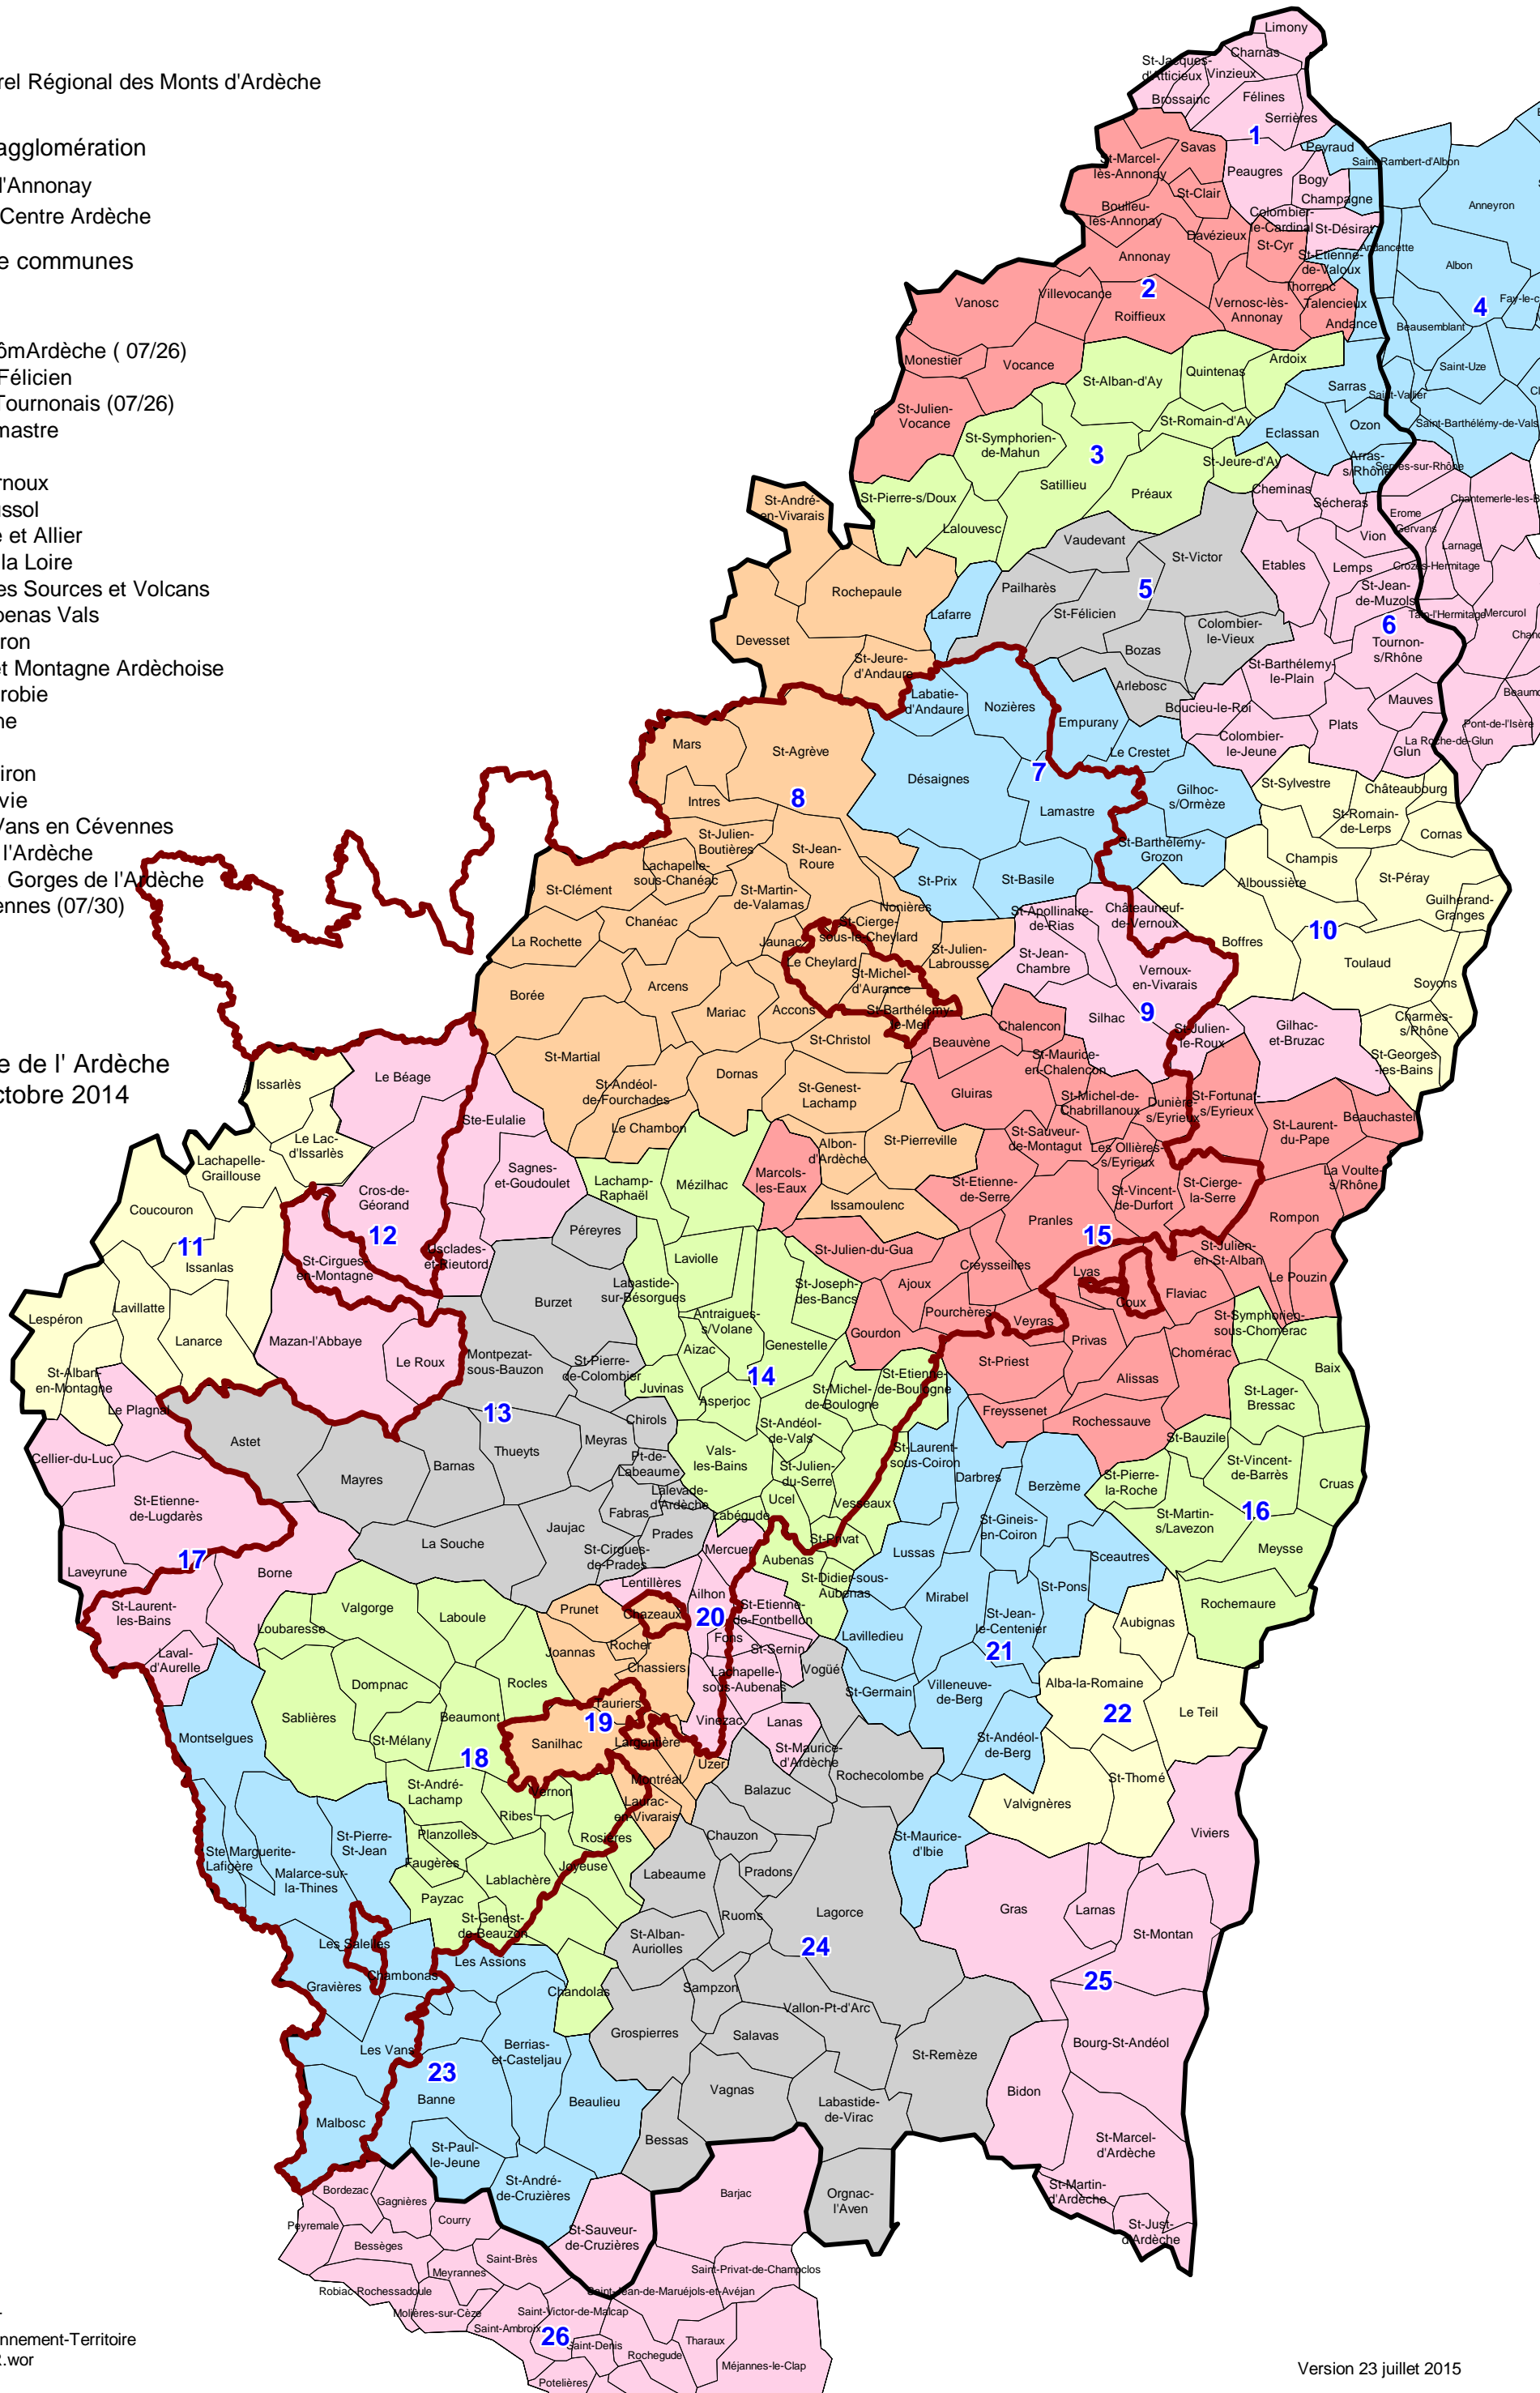 rel Régional des Monts d'Ardèche
agglomération
d'Annonay
Centre Ardèche
e communes
ômArdèche ( 07/26)
Félicien
Tournonais (07/26)
mastre
rnoux
ussol
e et Allier
la Loire
es Sources et Volcans
benas Vals
ron
et Montagne Ardèchoise
robie
ne
iron
vie
Vans en Cévennes
l'Ardèche
Gorges de l'Ardèche
ennes (07/30)
e de l' Ardèche
ctobre 2014
nnement-Territoire
R.wor
Version 23 juillet 2015
Limony
Charnas
St-Jacques-
d'Atticieux
Vinzieux
Brossainc
Félines
Serrières
1
Peyraud
Savas
St-Marcel-
lès-Annonay
Peaugres
Bogy
Saint-Rambert-d'Albon
St-Clair
Champagne
Anneyron
Boulieu-
lès-Annonay
Colombier-
le-Cardinal
St-Désirat
Davézieux
St-Cyr
Andancette
Annonay
St-Etienne-
de-Valoux
Albon
2
Thorrenc
Vanosc
Villevocance
Roiffieux
Vernosc-lès-
Annonay
Talencieux
Andance
4
Beausemblant
Monestier
Vocance
St-Alban-d'Ay
Quintenas
Ardoix
Saint-Uze
Sarras
Saint-Vallier
St-Julien-
Vocance
St-Romain-d'Ay
Ozon
Saint-Barthélémy-de-Vals
Eclassan
St-Symphorien-
de-Mahun
3
St-Jeure-d'Ay
Arras-
s/Rhône
Serves-sur-Rhône
Satillieu
Préaux
Cheminas
Sécheras
St-Pierre-s/Doux
Erome
Gervans
St-André-
en-Vivarais
Lalouvesc
Vion
Larnage
Vaudevant
St-Victor
Etables
Lemps
Crozes-Hermitage
Rochepaule
Pailharès
5
St-Jean-
de-Muzols
Lafarre
St-Félicien
Tain-l'Hermitage
Mercurol
Devesset
Colombier-
le-Vieux
6
Tournon-
s/Rhône
Bozas
St-Jeure-
d'Andaure
St-Barthélemy-
le-Plain
Arlebosc
Labatie-
d'Andaure
Nozières
Boucieu-le-Roi
Mauves
Empurany
Plats
Pont-de-l'Isère
Mars
St-Agrève
Colombier-
le-Jeune
La Roche-de-Glun
Glun
Le Crestet
7
Désaignes
8
Intres
Gilhoc-
s/Ormèze
St-Sylvestre
Châteaubourg
Lamastre
St-Romain-
de-Lerps
Cornas
St-Julien-
Boutières
St-Jean-
Roure
St-Barthélemy-
Grozon
Champis
Lachapelle-
sous-Chanéac
St-Prix
St-Basile
Alboussière
St-Péray
St-Clément
St-Martin-
de-Valamas
Guilherand-
Granges
Nonières
St-Apollinaire-
de-Rias
Châteauneuf-
de-Vernoux
Chanéac
St-Cierge-
sous-le-Cheylard
10
La Rochette
Jaunac
St-Julien-
Labrousse
Boffres
Le Cheylard
St-Jean-
Chambre
Toulaud
Vernoux-
en-Vivarais
St-Michel-
d'Aurance
Arcens
Soyons
Borée
Mariac
Accons
St-Barthélemy-
le-Meil
9
Silhac
Charmes-
s/Rhône
Chalencon
St-Julien-
le-Roux
Gilhac-
et-Bruzac
St-Christol
Beauvène
St-Martial
St-Maurice-
en-Chalencon
St-Georges
-les-Bains
Dornas
Le Béage
Issarlès
St-Andéol-
de-Fourchades
St-Genest-
Lachamp
Gluiras
St-Michel-de-
Chabrillanoux
Dunière-
s/Eyrieux
St-Fortunat-
s/Eyrieux
Ste-Eulalie
Le Chambon
Beauchastel
St-Laurent-
du-Pape
Le Lac-
d'Issarlès
Albon-
d'Ardèche
St-Pierreville
St-Sauveur-
de-Montagut
Les Ollières-
s/Eyrieux
Lachapelle-
Graillouse
Sagnes-
et-Goudoulet
Marcols-
les-Eaux
Lachamp-
Raphaël
Mézilhac
La Voulte-
s/Rhône
Cros-de-
Géorand
St-Etienne-
de-Serre
St-Vincent-
de-Durfort
St-Cierge-
la-Serre
Coucouron
Issamoulenc
Rompon
Péreyres
Pranles
11
12
15
Issanlas
St-Cirgues-
en-Montagne
Usclades-
et-Rieutord
Laviolle
St-Julien-du-Gua
Creysseilles
St-Julien-
en-St-Alban
Le Pouzin
Lyas
Labastide-
sur-Bésorgues
St-Joseph-
des-Bancs
Ajoux
Flaviac
Coux
Burzet
Lespéron
Lavillatte
Antraigues-
s/Volane
Pourchères
Veyras
St-Symphorien-
sous-Chomérac
Lanarce
Mazan-l'Abbaye
Genestelle
Gourdon
Privas
Aizac
Le Roux
Montpezat-
sous-Bauzon
St-Pierre-
de-Colombier
St-Priest
Chomérac
Baix
St-Alban-
en-Montagne
14
Alissas
Juvinas
St-Etienne-
de-Boulogne
Asperjoc
St-Michel-
de-Boulogne
St-Lager-
Bressac
Le Plagnal
13
Freyssenet
Rochessauve
Chirols
St-Andéol-
de-Vals
Astet
Meyras
St-Bauzile
Thueyts
Vals-
les-Bains
St-Laurent-
sous-Coiron
Cellier-du-Luc
Barnas
Pt-de-
Labeaume
St-Julien-
du-Serre
St-Vincent-
de-Barrès
Mayres
Darbres
Berzème
St-Pierre-
la-Roche
Cruas
Lalevade-
d'Ardèche
Ucel
Vesseaux
St-Etienne-
de-Lugdarès
Fabras
Labégude
16
St-Gineis-
en-Coiron
St-Martin-
s/Lavezon
Jaujac
Prades
St-Privat
La Souche
Mercuer
Meysse
St-Cirgues-
de-Prades
Lussas
Sceautres
17
Aubenas
Laveyrune
Borne
Lentillères
St-Didier-sous-
Aubenas
St-Pons
Ailhon
Mirabel
Valgorge
Prunet
Chazeaux
20
St-Etienne-
de-Fontbellon
Rochemaure
St-Laurent-
les-Bains
Laboule
St-Jean-
le-Centenier
Aubignas
Loubaresse
Fons
Lavilledieu
Rocher
Joannas
St-Sernin
21
Laval-
d'Aurelle
Chassiers
Vogüé
Lachapelle-
sous-Aubenas
Rocles
Dompnac
Villeneuve-
de-Berg
Alba-la-Romaine
St-Germain
Tauriers
Sablières
Beaumont
19
Vinezac
Lanas
22
Le Teil
Montselgues
St-Mélany
Sanilhac
Largentière
St-Andéol-
de-Berg
18
St-Maurice-
d'Ardèche
Uzer
Rochecolombe
St-Thomé
Montréal
St-André-
Lachamp
Vernon
Balazuc
Valvignères
Laurac-
en-Vivarais
Ribes
Viviers
St-Pierre-
St-Jean
Planzolles
Rosières
Chauzon
St-Maurice-
d'Ibie
Ste Marguerite-
Lafigère
Faugères
Joyeuse
Labeaume
Pradons
Malarce-sur-
la-Thines
Lablachère
Payzac
Gras
Larnas
Ruoms
Lagorce
St-Genest-
de-Beauzon
St-Montan
St-Alban-
Auriolles
Les Salelles
24
Les Assions
Chambonas
25
Gravières
Sampzon
Chandolas
Vallon-Pt-d'Arc
Grospierres
Salavas
Bourg-St-Andéol
Les Vans
Berrias-
et-Casteljau
St-Remèze
23
Banne
Beaulieu
Vagnas
Bidon
Labastide-
de-Virac
Malbosc
St-Marcel-
d'Ardèche
Bessas
St-Paul-
le-Jeune
St-André-
de-Cruzières
St-Martin-
d'Ardèche
Bordezac
Gagnières
Barjac
Orgnac-
l'Aven
Peyremale
Courry
St-Sauveur-
de-Cruzières
St-Just-
d'Ardèche
Bessèges
Saint-Brès
Meyrannes
Saint-Privat-de-Champclos
Robiac-Rochessadoule
Saint-Jean-de-Maruéjols-et-Avéjan
Molières-sur-Cèze
Saint-Victor-de-Malcap
Saint-Ambroix
26
Saint-Denis
Tharaux
Rochegude
Méjannes-le-Clap
Potelières